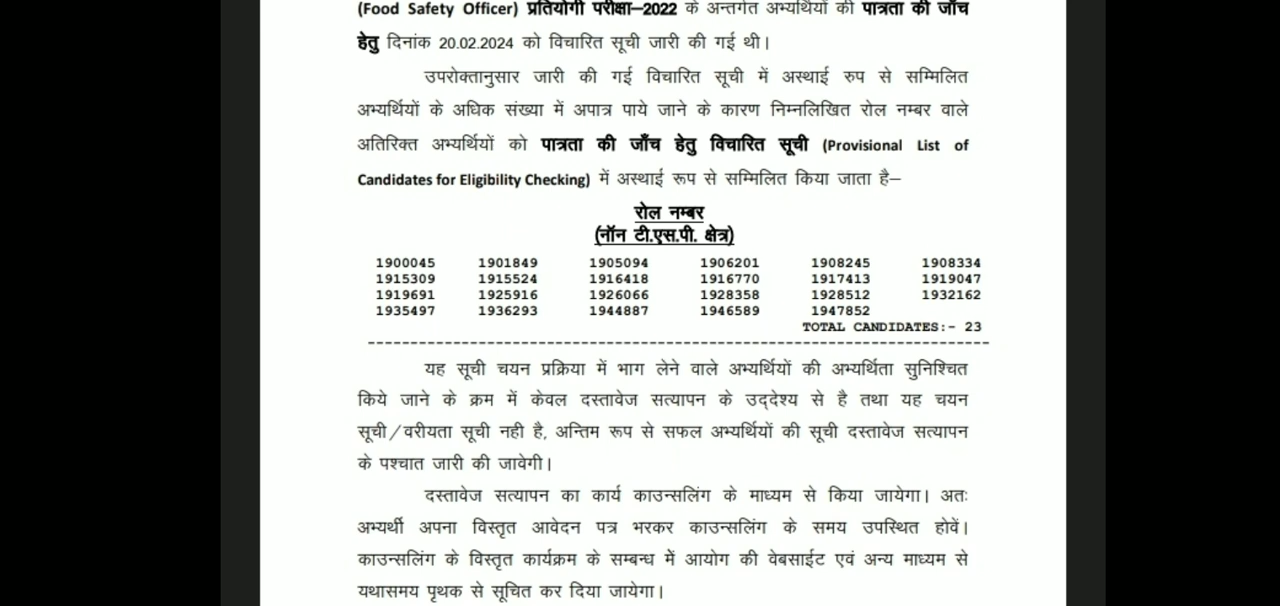 (Food Safety Officer) प्रतियोगी परीक्षा–2022 के अन्तर्गत अभ्यर्थियों की पात्रता की जाँच
हेतु दिनांक 20.02.2024 को विचारित सूची जारी की गई थी।
उपरोक्तानुसार जारी की गई विचारित सूची में अस्थाई रुप से सम्मिलित
अभ्यर्थियों के अधिक संख्या में अपात्र पाये जाने के कारण निम्नलिखित रोल नम्बर वाले
अतिरिक्त अभ्यर्थियों को पात्रता की जाँच हेतु विचारित सूची (Provisional List of
Candidates for Eligibility Checking) में अस्थाई रूप से सम्मिलित किया जाता है–
रोल नम्बर
(नॉन टी.एस.पी. क्षेत्र)
1900045 1901849 1905094 1906201 1908245 1908334
1915309 1915524 1916418 1916770 1917413 1919047
1919691 1925916 1926066 1928358 1928512 1932162
1935497 1936293 1944887 1946589 1947852
TOTAL CANDIDATES:- 23
यह सूची चयन प्रक्रिया में भाग लेने वाले अभ्यर्थियों की अभ्यर्थिता सुनिश्चित
किये जाने के क्रम में केवल दस्तावेज सत्यापन के उद्देश्य से है तथा यह चयन
सूची/वरीयता सूची नही है, अन्तिम रूप से सफल अभ्यर्थियों की सूची दस्तावेज सत्यापन
के पश्चात जारी की जावेगी।
दस्तावेज सत्यापन का कार्य काउन्सलिंग के माध्यम से किया जायेगा। अतः
अभ्यर्थी अपना विस्तृत आवेदन पत्र भरकर काउन्सलिंग के समय उपस्थित होवें।
काउन्सलिंग के विस्तृत कार्यक्रम के सम्बन्ध में आयोग की वेबसाईट एवं अन्य माध्यम से
यथासमय पृथक से सूचित कर दिया जायेगा।